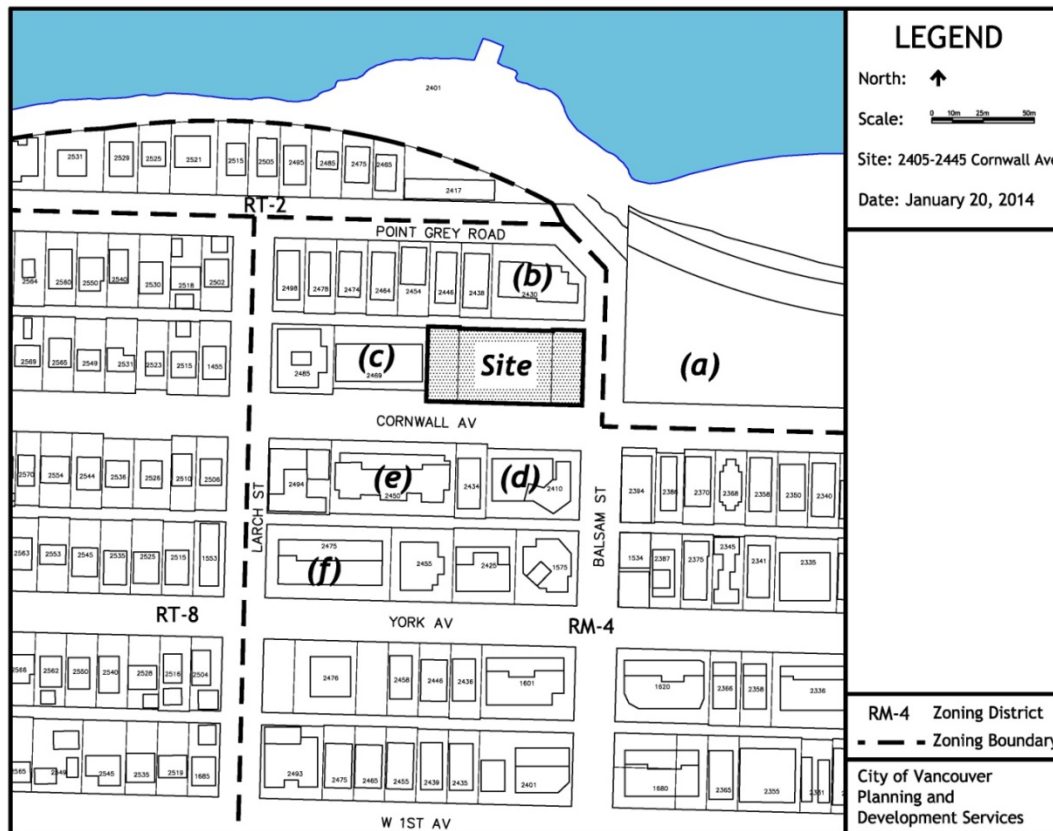 LEGEND
North:
Scale: 0 10m 25m 50m
Site: 2405-2445 Cornwall Ave
Date: January 20, 2014
2401
2531 2529 2525 2521 2515 2505 2495 2485 2475 2465
2417
RT-2
POINT GREY ROAD
2564 2560 2550 2540 2530 2518 2502
2498 2478 2474 2464 2454 2446 2438 (b) 2430
2569 2565 2549 2531 2523 2515 1455
2485 (c) 2469 Site (a)
CORNWALL AV
2570 2554 2544 2536 2526 2510 2506
2494 (e) 2450 2434 (d) 2410
2394 2386 2370 2368 2358 2350 2340
LARCH ST
BALSAM ST
2563 2553 2545 2535 2525 2515 1553
2475 (f) 2455 2425 1575
1534 2387 2375 2345 2341 2335
RT-8
YORK AV
RM-4
2566 2562 2550 2540 2528 2516 2504
2476 2458 2446 2436 1601
1620 2366 2358 2336
2565 2549 2545 2535 2519 1685
2493 2475 2465 2455 2439 2435 2401
1680 2365 2355
W 1ST AV
RM-4 Zoning District
Zoning Boundary
City of Vancouver
Planning and
Development Services